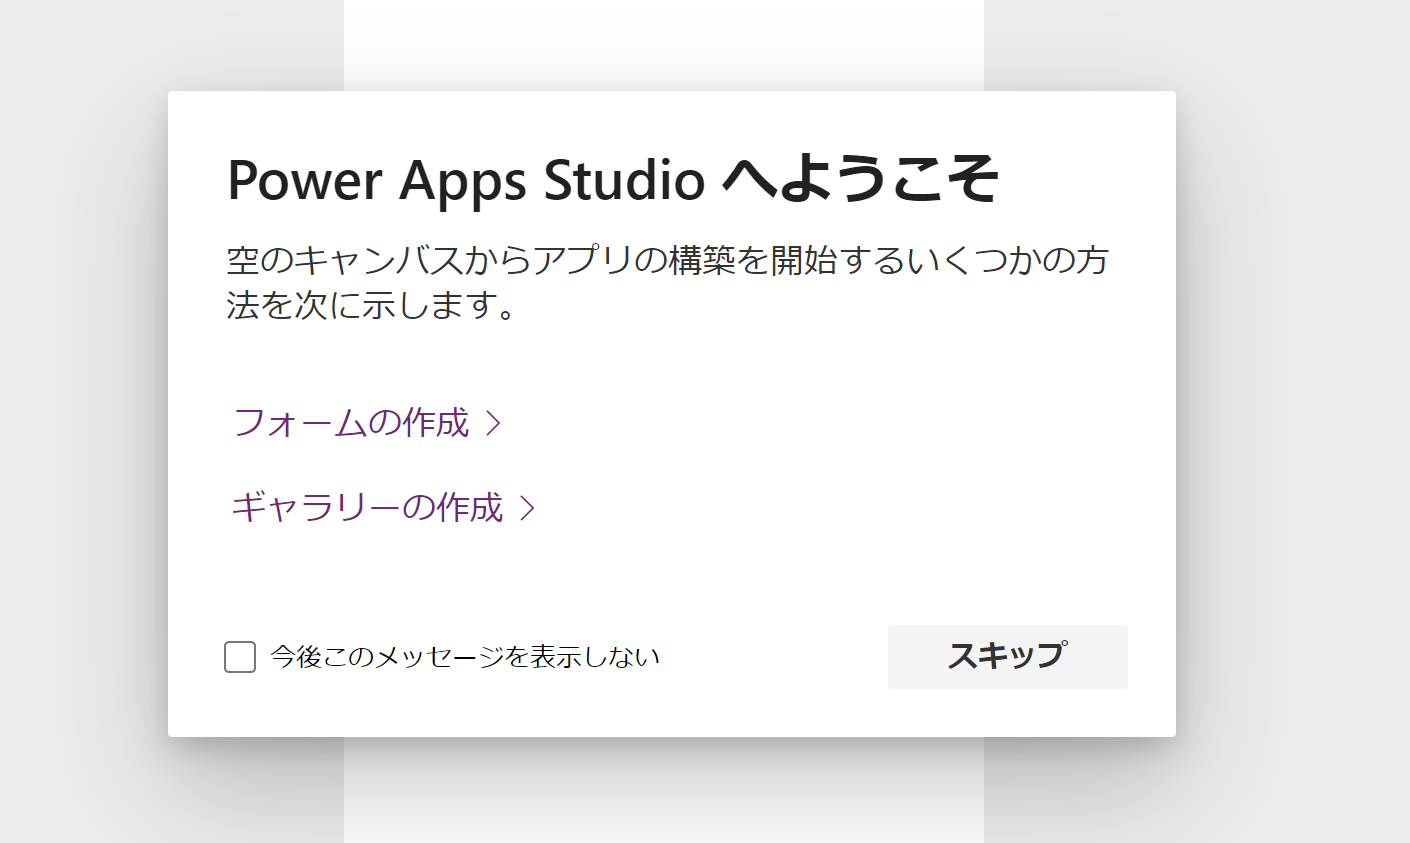 Power Apps Studio へようこそ
空のキャンバスからアプリの構築を開始するいくつかの方
法を次に示します。
フォームの作成
ギャラリーの作成
今後このメッセージを表示しない
スキップ